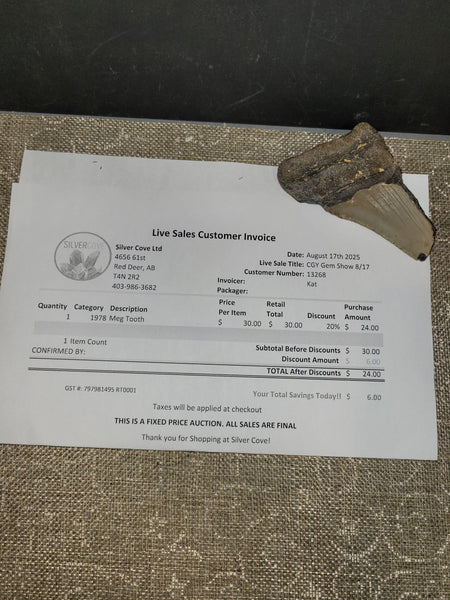 Live Sales Customer Invoice
SILVERCOVE
Silver Cove Ltd
4656 61st
Red Deer, AB
T4N 2R2
403-986-3682
Date: August 17th 2025
Live Sale Title: CGY Gem Show 8/17
Customer Number: 13268
Invoicer: Kat
Packager:
Quantity Category Description Price Per Item Retail Total Discount Purchase Amount
1 1978 Meg Tooth $ 30.00 $ 30.00 20% $ 24.00
1 Item Count
CONFIRMED BY:
Subtotal Before Discounts $ 30.00
Discount Amount $ 6.00
TOTAL After Discounts $ 24.00
GST #: 797981495 RT0001
Your Total Savings Today!! $ 6.00
Taxes will be applied at checkout
THIS IS A FIXED PRICE AUCTION. ALL SALES ARE FINAL
Thank you for Shopping at Silver Cove!